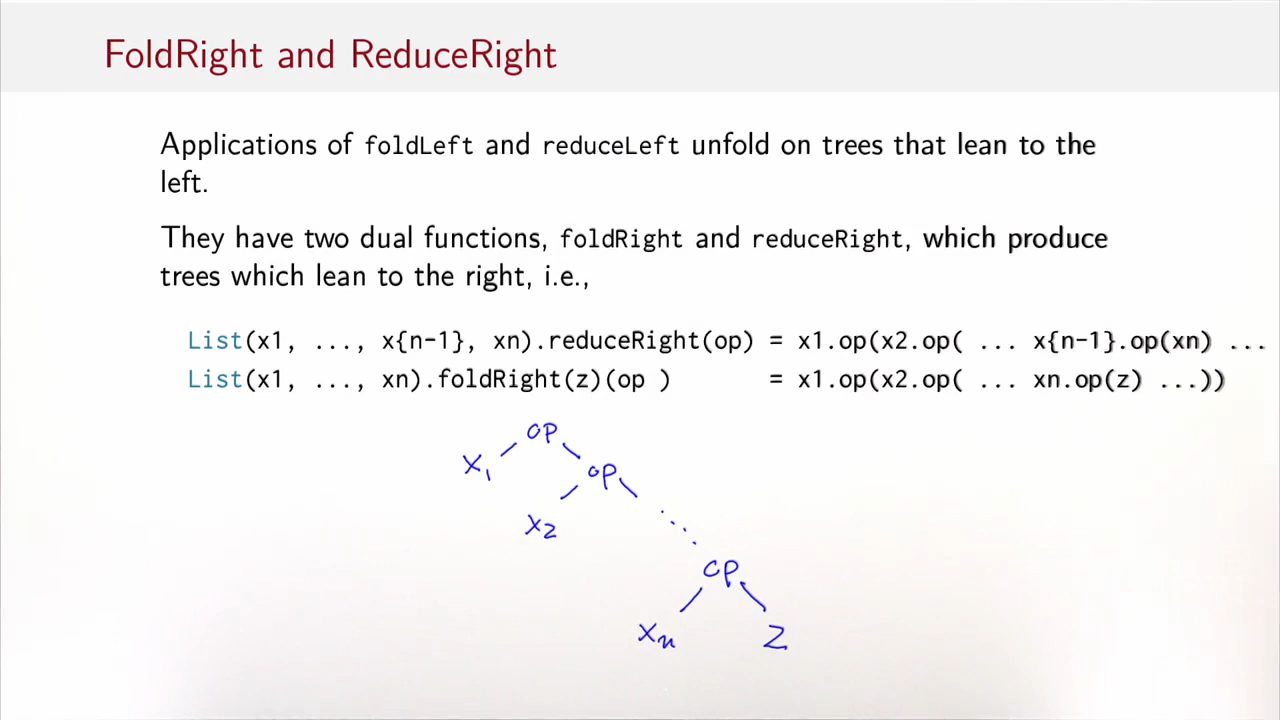 FoldRight and ReduceRight
Applications of foldLeft and reduceLeft unfold on trees that lean to the
left.
They have two dual functions, foldRight and reduceRight, which produce
trees which lean to the right, i.e.,
List(x1, ..., x{n-1}, xn).reduceRight(op) = x1.op(x2.op( ... x{n-1}.op(xn) ...
List(x1, ..., xn).foldRight(z)(op ) = x1.op(x2.op( ... xn.op(z) ...))
op
x1 op
x2 ...
op
xn z